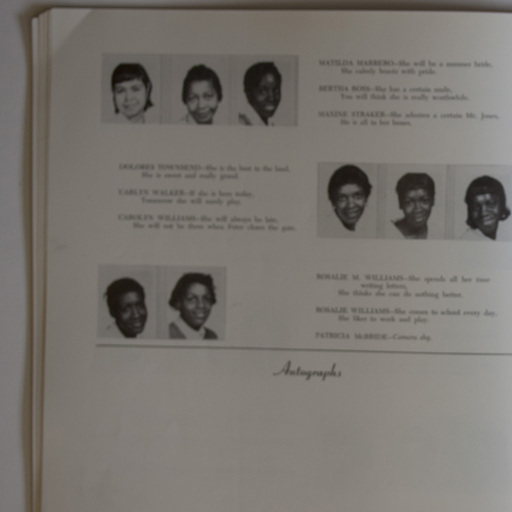 MATILDA MARRERO—She will be a summer bride,
She calmly boasts with pride.
BERTHA ROSS—She has a certain smile,
You will think she is really worthwhile.
MAXINE STRAKER—She admires a certain Mr. Jones,
He is all in her bones.
DOLORES TOWNSEND—She is the best in the land,
She is sweet and really grand.
CARLYN WALKER—If she is here today,
Tomorrow she will surely play.
CAROLYN WILLIAMS—She will always be late,
She will not be there when Peter closes the gate.
ROSALIE M. WILLIAMS—She spends all her time
writing letters,
She thinks she can do nothing better.
ROSALIE WILLIAMS—She comes to school every day,
She likes to work and play.
PATRICIA McBRIDE—Camera shy.
Autographs